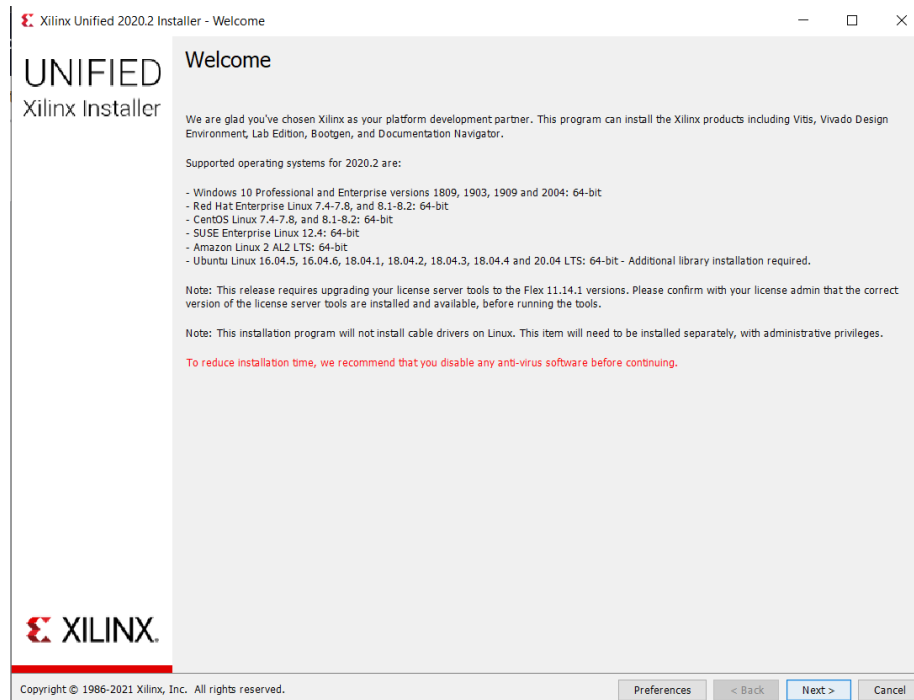 Xilinx Unified 2020.2 Installer - Welcome
UNIFIED
Xilinx Installer
Welcome
We are glad you've chosen Xilinx as your platform development partner. This program can install the Xilinx products including Vitis, Vivado Design
Environment, Lab Edition, Bootgen, and Documentation Navigator.
Supported operating systems for 2020.2 are:
- Windows 10 Professional and Enterprise versions 1809, 1903, 1909 and 2004: 64-bit
- Red Hat Enterprise Linux 7.4-7.8, and 8.1-8.2: 64-bit
- CentOS Linux 7.4-7.8, and 8.1-8.2: 64-bit
- SUSE Enterprise Linux 12.4: 64-bit
- Amazon Linux 2 AL2 LTS: 64-bit
- Ubuntu Linux 16.04.5, 16.04.6, 18.04.1, 18.04.2, 18.04.3, 18.04.4 and 20.04 LTS: 64-bit - Additional library installation required.
Note: This release requires upgrading your license server tools to the Flex 11.14.1 versions. Please confirm with your license admin that the correct
version of the license server tools are installed and available, before running the tools.
Note: This installation program will not install cable drivers on Linux. This item will need to be installed separately, with administrative privileges.
To reduce installation time, we recommend that you disable any anti-virus software before continuing.
XILINX.
Copyright © 1986-2021 Xilinx, Inc. All rights reserved.
Preferences
< Back
Next >
Cancel